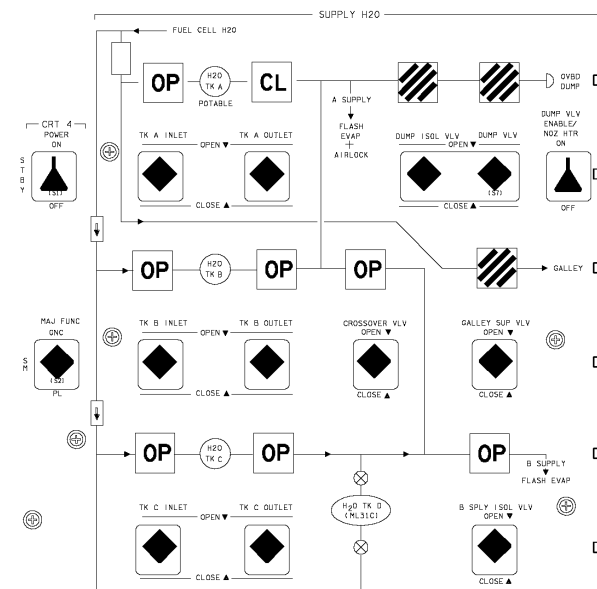 SUPPLY H2O
FUEL CELL H2O
OP
H2O
TK A
POTABLE
CL
OVBD
DUMP
A SUPPLY
FLASH
EVAP
+
AIRLOCK
CRT 4
POWER
ON
STBY
(S1)
OFF
TK A INLET
TK A OUTLET
OPEN ▼
CLOSE ▲
DUMP ISOL VLV
DUMP VLV
OPEN ▼
(S7)
CLOSE ▲
DUMP VLV
ENABLE/
NOZ HTR
ON
OFF
OP
H2O
TK B
OP
OP
GALLEY
MAJ FUNC
GNC
SM
(S2)
PL
TK B INLET
TK B OUTLET
OPEN ▼
CLOSE ▲
CROSSOVER VLV
OPEN ▼
CLOSE ▲
GALLEY SUP VLV
OPEN ▼
CLOSE ▲
OP
H2O
TK C
OP
OP
B SUPPLY
FLASH EVAP
TK C INLET
TK C OUTLET
OPEN ▼
CLOSE ▲
H2O TK D
(ML31C)
B SPLY ISOL VLV
OPEN ▼
CLOSE ▲